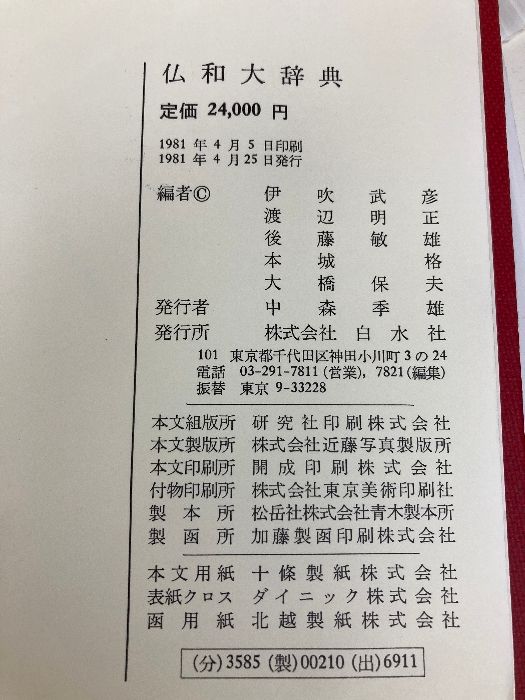 仏和大辞典
定価 24,000 円
1981 年 4 月 5 日印刷
1981 年 4 月 25 日発行
編者© 伊吹武彦
渡辺明正
後藤敏雄
本城格
大橋保夫
発行者 中森季雄
発行所 株式会社 白水社
101 東京都千代田区神田小川町 3 の 24
電話 03-291-7811 (営業), 7821 (編集)
振替 東京 9-33228
本文組版所 研究社印刷株式会社
本文製版所 株式会社近藤写真製版所
本文印刷所 開成印刷株式会社
付物印刷所 株式会社東京美術印刷社
製本所 松岳社株式会社青木製本所
製函所 加藤製函印刷株式会社
本文用紙 十條製紙株式会社
表紙クロス ダイニック株式会社
函用紙 北越製紙株式会社
(分) 3585 (製) 00210 (出) 6911